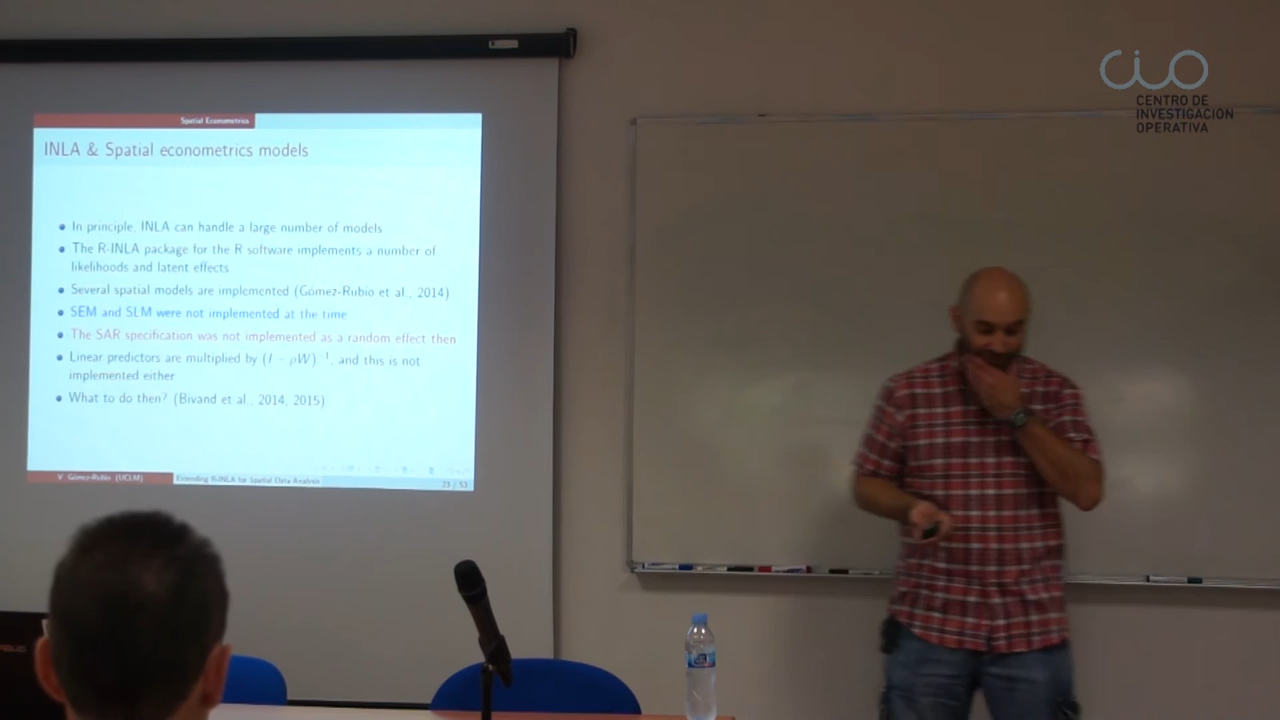 Spatial Econometrics
INLA & Spatial econometrics models
In principle, INLA can handle a large number of models
The R-INLA package for the R software implements a number of
likelihoods and latent effects
Several spatial models are implemented (Gómez-Rubio et al., 2014)
SEM and SLM were not implemented at the time
The SAR specification was not implemented as a random effect then
Linear predictors are multiplied by (I − ρW)⁻¹, and this is not
implemented either
What to do then? (Bivand et al., 2014, 2015)
V. Gómez-Rubio (UCLM)
Extending R-INLA for Spatial Data Analysis
23 / 53
CIO
CENTRO DE
INVESTIGACION
OPERATIVA